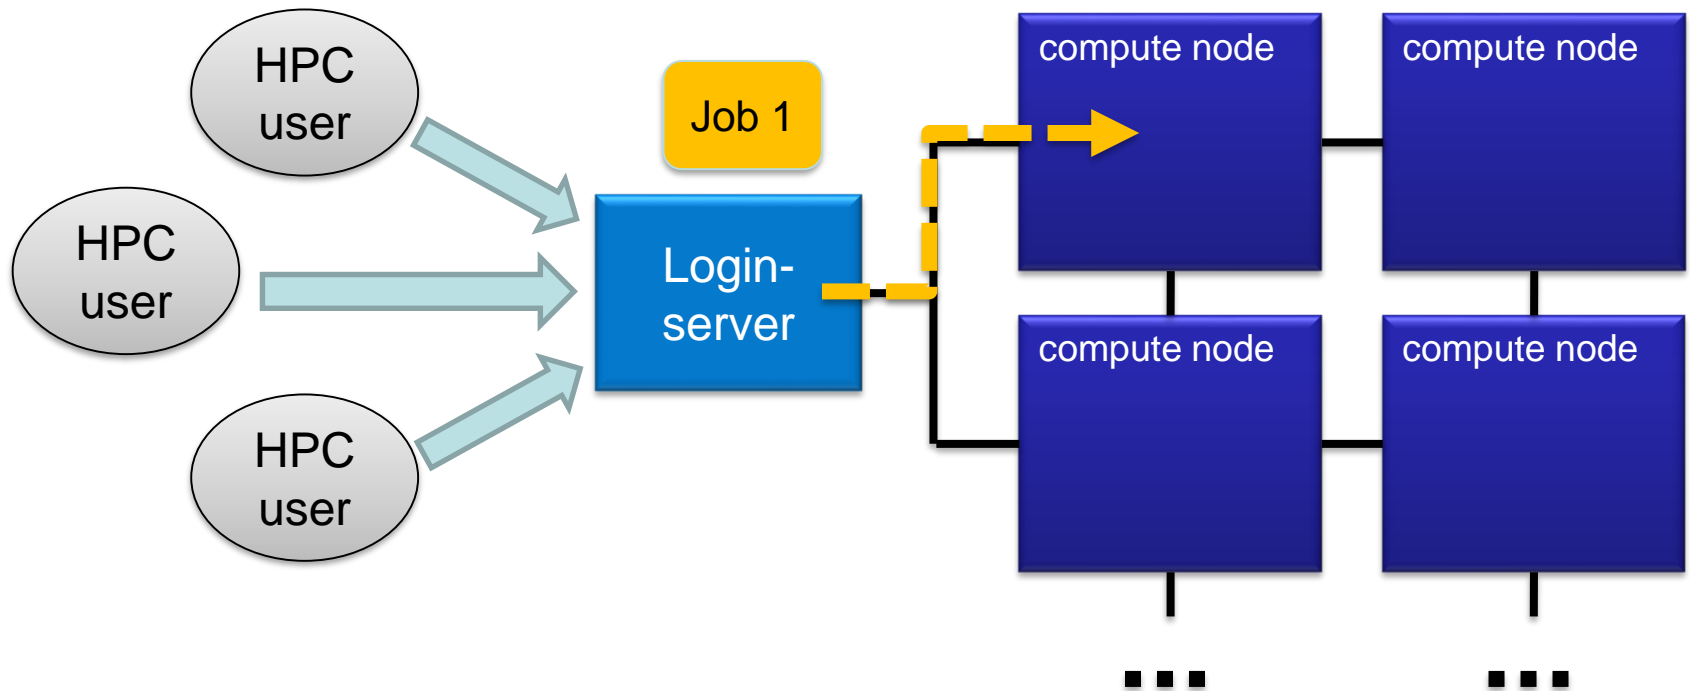 HPC
user
HPC
user
HPC
user
Job 1
Login-
server
compute node
compute node
compute node
compute node
...
...